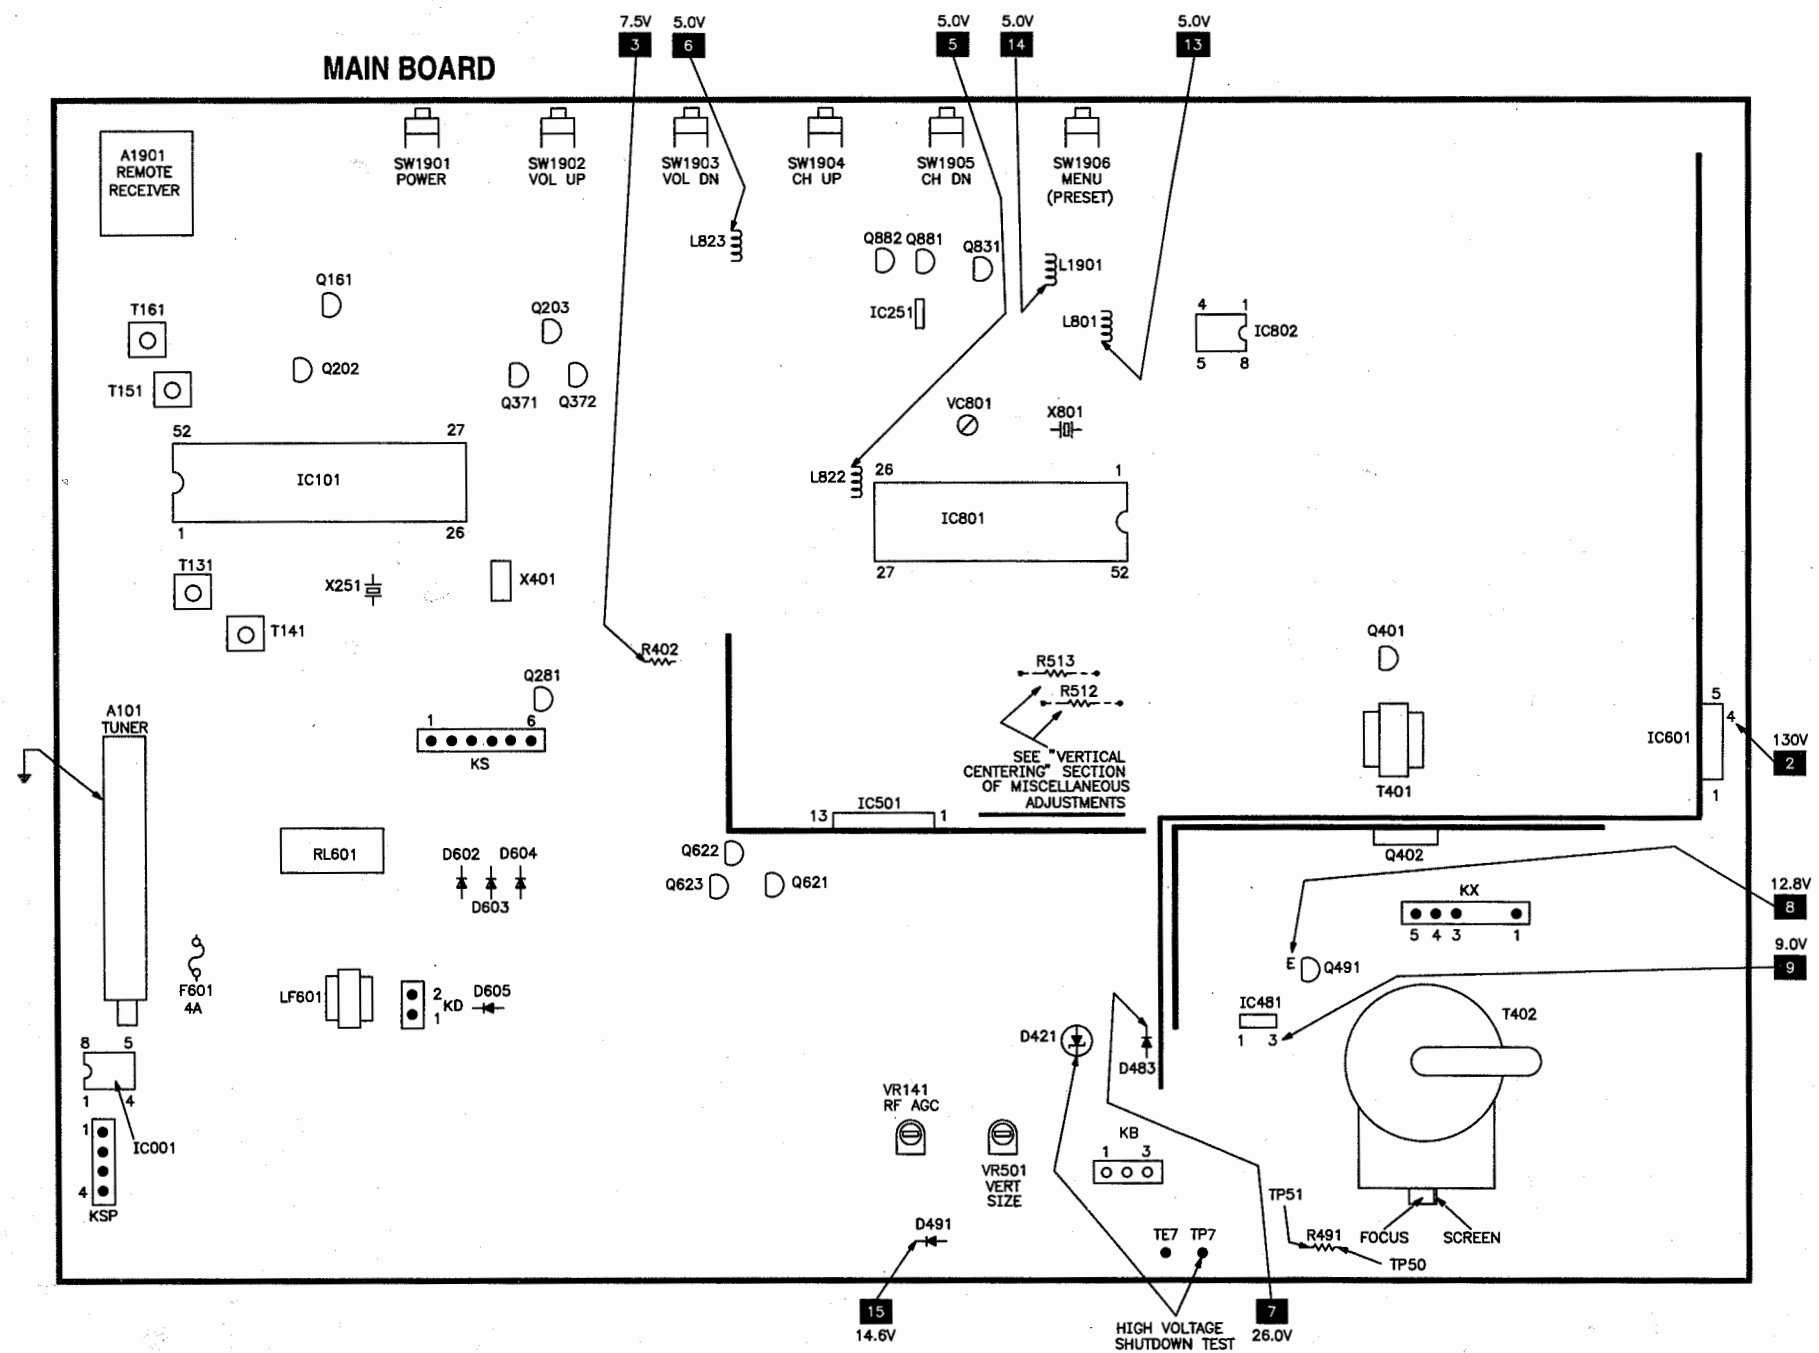 7.5V 5.0V 5.0V 5.0V 5.0V
3 6 5 14 13
MAIN BOARD
A1901
REMOTE
RECEIVER
SW1901
POWER
SW1902
VOL UP
SW1903
VOL DN
SW1904
CH UP
SW1905
CH DN
SW1906
MENU
(PRESET)
L823
Q882 Q881
Q831
L1901
IC251
L801
4 1
IC802
5 8
Q161
T161
Q203
Q202
T151
Q371 Q372
VC801
X801
52 27
IC101
1 26
L822
26 1
IC801
27 52
T131
X251
X401
T141
R402
Q401
R513
R512
Q281
A101
TUNER
1 6
KS
SEE "VERTICAL
CENTERING" SECTION
OF MISCELLANEOUS
ADJUSTMENTS
T401
5
4
IC601
1
130V
2
13 IC501 1
RL601
D602 D604
D603
Q622
Q623
Q621
Q402
KX
5 4 3 1
12.8V
8
9.0V
9
E Q491
F601
4A
LF601
2
1
KD
D605
IC481
1 3
T402
D421
D483
8 5
1 4
IC001
1
4
KSP
VR141
RF AGC
VR501
VERT
SIZE
KB
1 3
TP51
FOCUS SCREEN
D491
TE7 TP7
R491
TP50
15
14.6V
HIGH VOLTAGE
SHUTDOWN TEST
7
26.0V